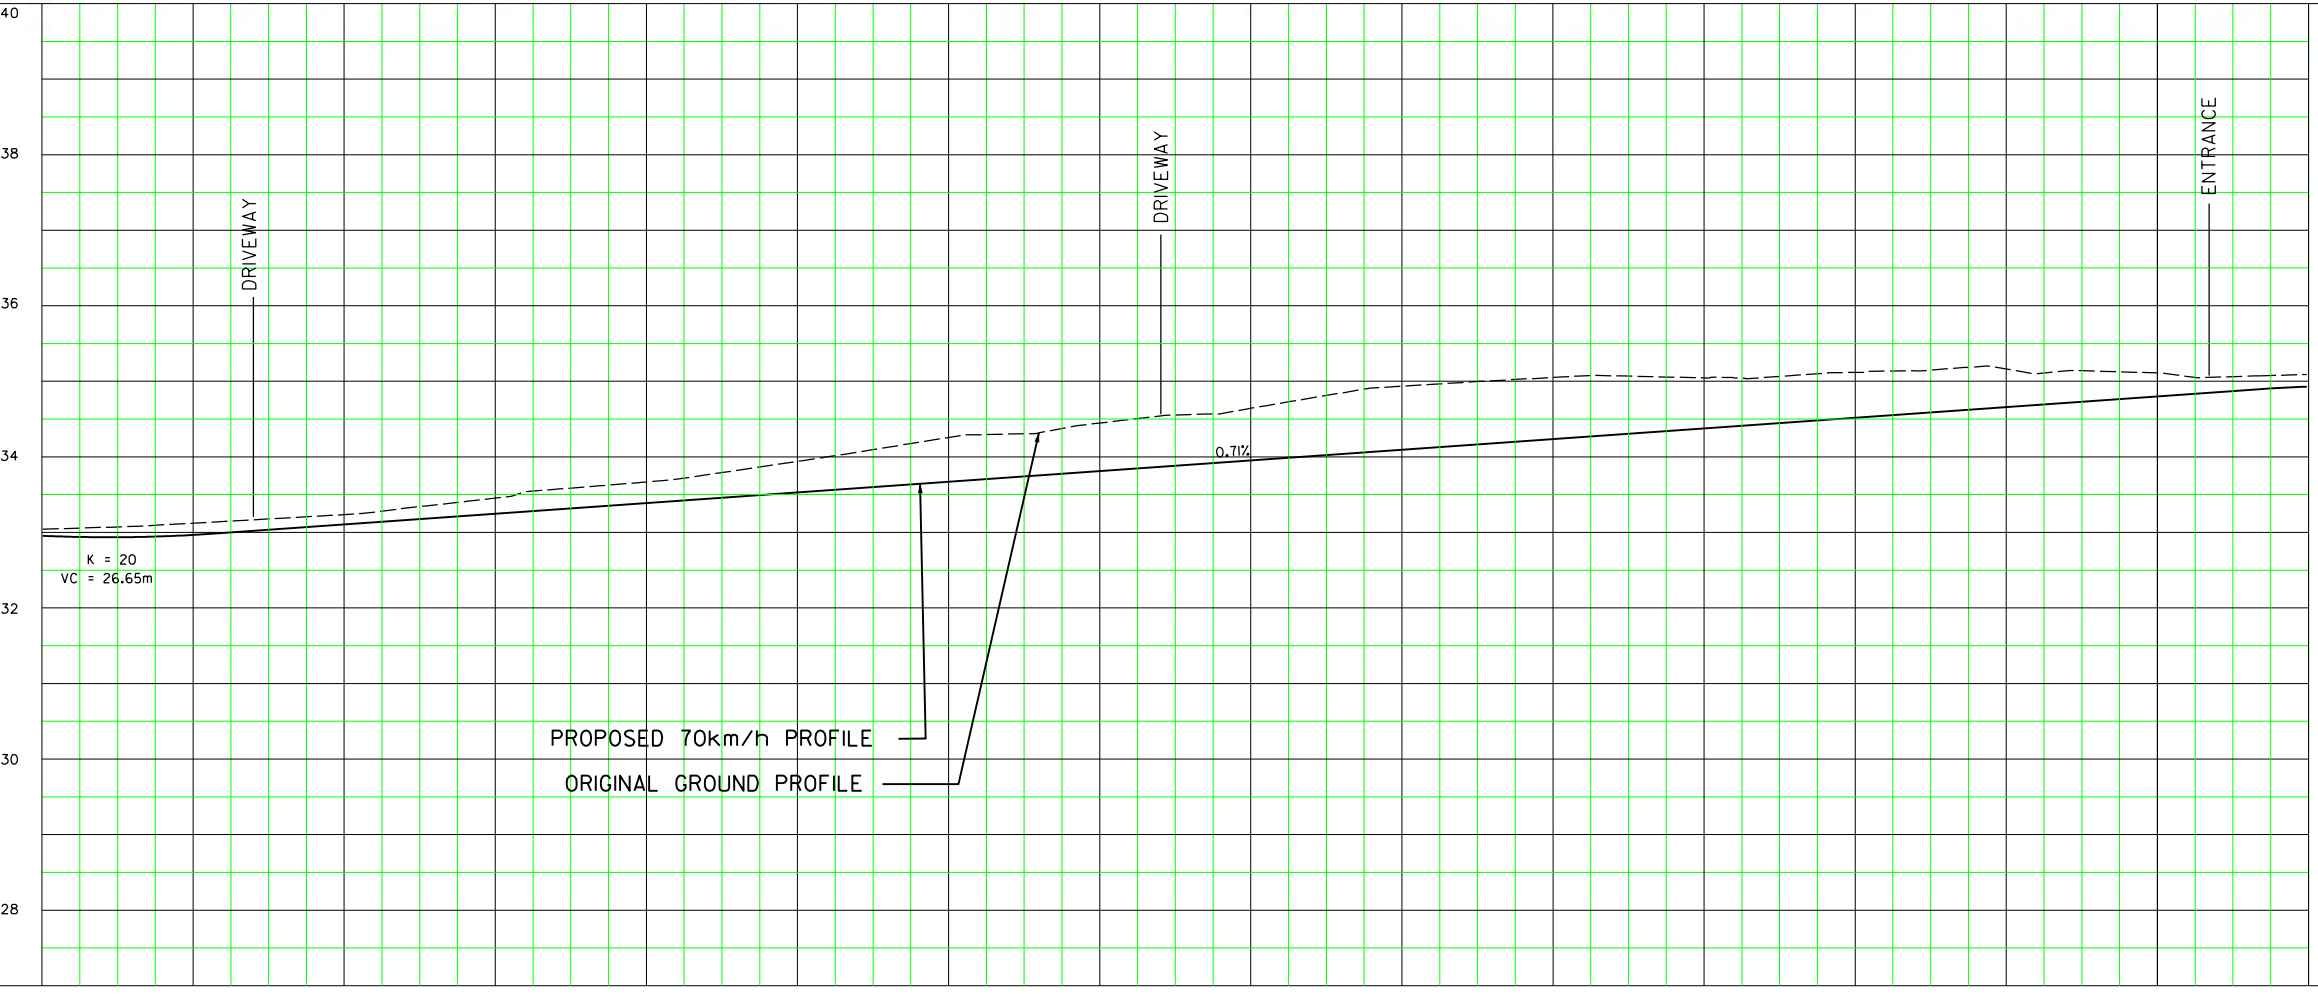 40
38
36
34
32
30
28
DRIVEWAY
DRIVEWAY
ENTRANCE
0.71%
K = 20
VC = 26.65m
PROPOSED 70km/h PROFILE
ORIGINAL GROUND PROFILE